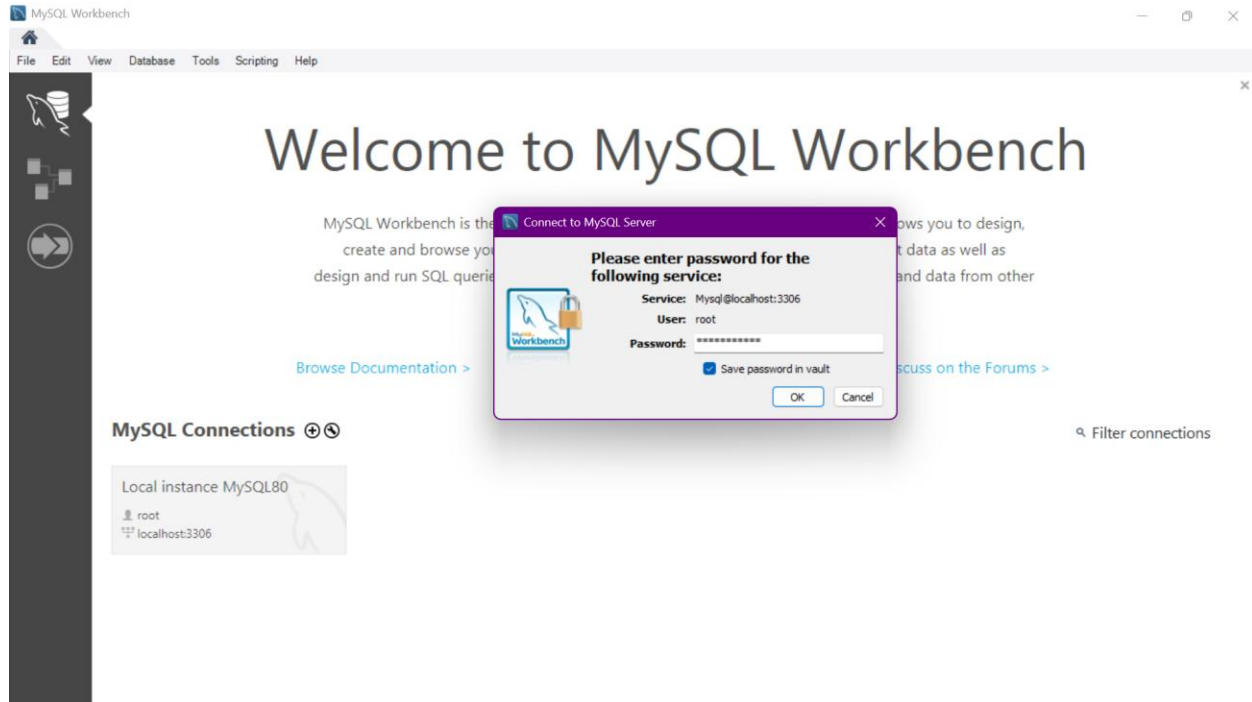 MySQL Workbench
File Edit View Database Tools Scripting Help
Welcome to MySQL Workbench
MySQL Workbench is the
ows you to design,
create and browse you
t data as well as
design and run SQL querie
and data from other
Browse Documentation >
scuss on the Forums >
Connect to MySQL Server
Please enter password for the
following service:
Service: Mysql@localhost:3306
User: root
Password: ***********
Save password in vault
OK Cancel
MySQL Workbench
MySQL Connections
Filter connections
Local instance MySQL80
root
localhost:3306